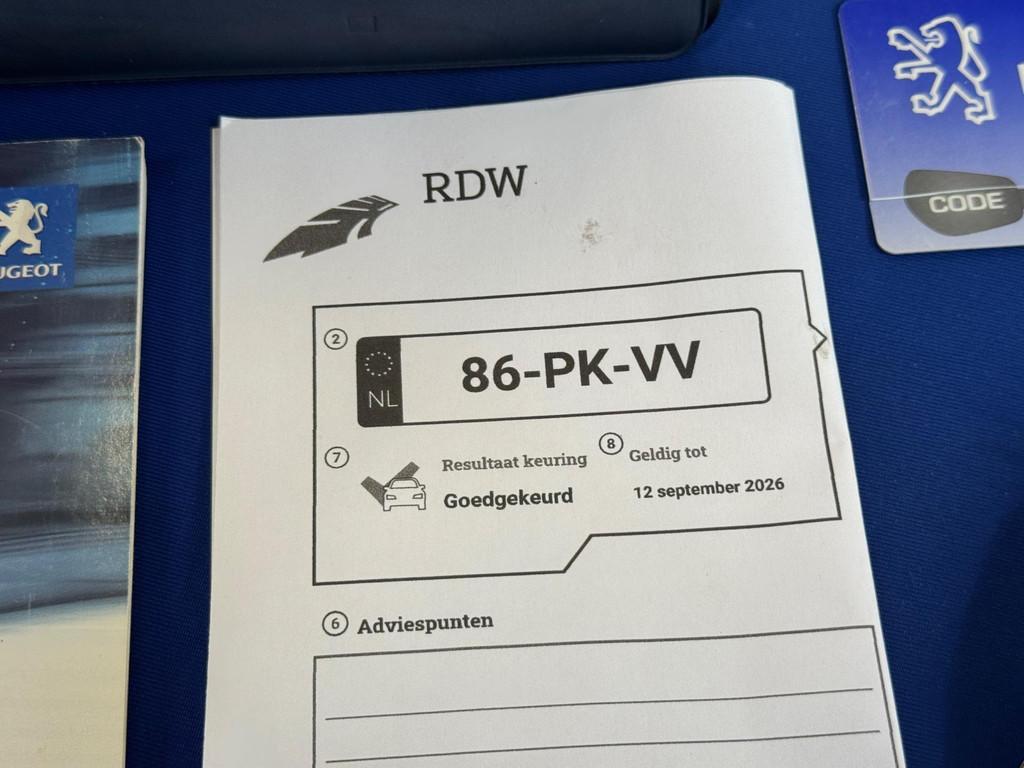 RDW
2
NL
86-PK-VV
7
Resultaat keuring
Goedgekeurd
8
Geldig tot
12 september 2026
6 Adviespunten
UGEOT
CODE